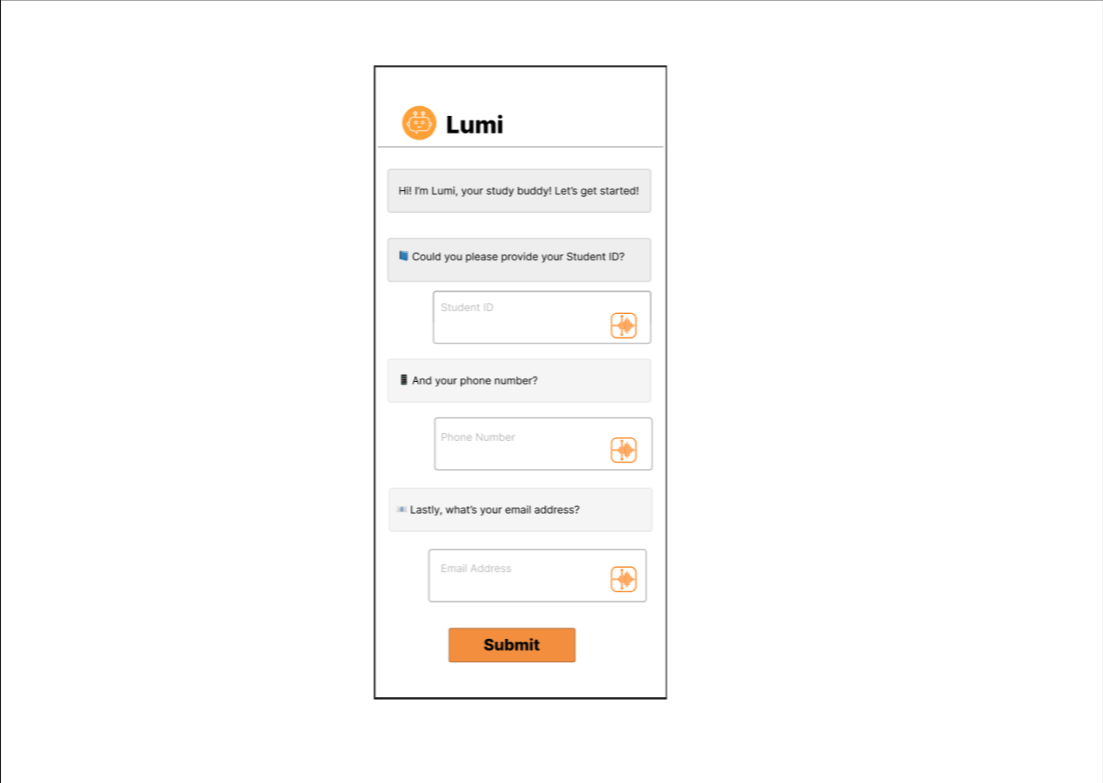 Lumi
Hi! I'm Lumi, your study buddy! Let's get started!
📘 Could you please provide your Student ID?
Student ID
📱 And your phone number?
Phone Number
📧 Lastly, what's your email address?
Email Address
Submit